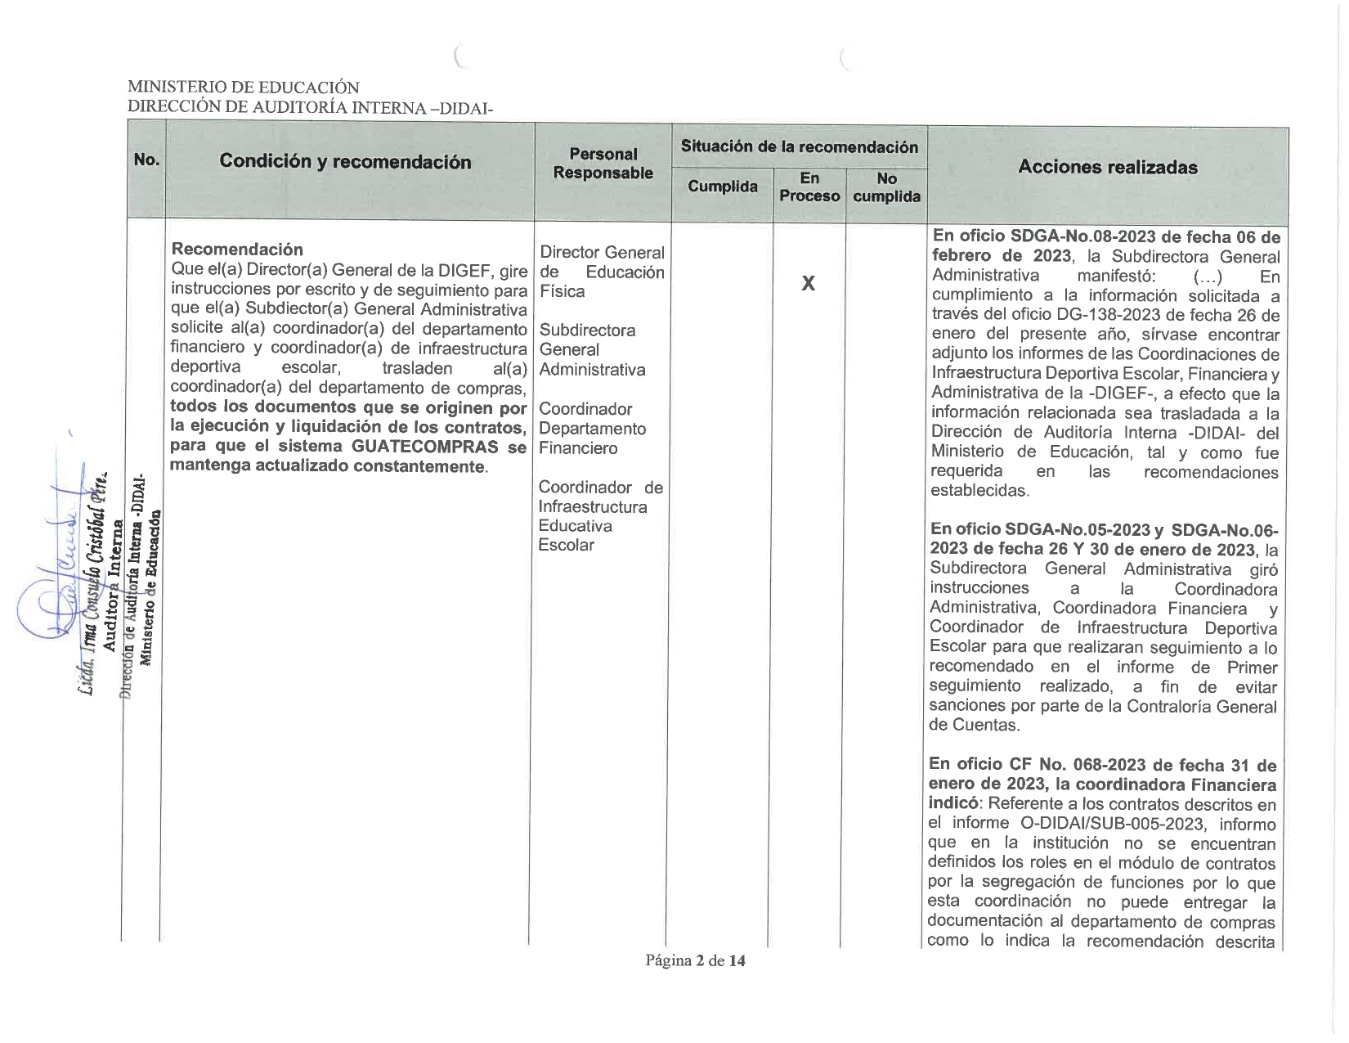 MINISTERIO DE EDUCACIÓN
DIRECCIÓN DE AUDITORÍA INTERNA –DIDAI-
No.
Condición y recomendación
Personal
Responsable
Situación de la recomendación
Cumplida
En
Proceso
No
cumplida
Acciones realizadas
Recomendación
Que el(a) Director(a) General de la DIGEF, gire
instrucciones por escrito y de seguimiento para
que el(a) Subdiector(a) General Administrativa
solicite al(a) coordinador(a) del departamento
financiero y coordinador(a) de infraestructura
deportiva escolar, trasladen al(a)
coordinador(a) del departamento de compras,
todos los documentos que se originen por
la ejecución y liquidación de los contratos,
para que el sistema GUATECOMPRAS se
mantenga actualizado constantemente.
Director General
de Educación
Física
Subdirectora
General
Administrativa
Coordinador
Departamento
Financiero
Coordinador de
Infraestructura
Educativa
Escolar
X
En oficio SDGA-No.08-2023 de fecha 06 de
febrero de 2023, la Subdirectora General
Administrativa manifestó: (...) En
cumplimiento a la información solicitada a
través del oficio DG-138-2023 de fecha 26 de
enero del presente año, sírvase encontrar
adjunto los informes de las Coordinaciones de
Infraestructura Deportiva Escolar, Financiera y
Administrativa de la -DIGEF-, a efecto que la
información relacionada sea trasladada a la
Dirección de Auditoría Interna -DIDAI- del
Ministerio de Educación, tal y como fue
requerida en las recomendaciones
establecidas.
En oficio SDGA-No.05-2023 y SDGA-No.06-
2023 de fecha 26 Y 30 de enero de 2023, la
Subdirectora General Administrativa giró
instrucciones a la Coordinadora
Administrativa, Coordinadora Financiera y
Coordinador de Infraestructura Deportiva
Escolar para que realizaran seguimiento a lo
recomendado en el informe de Primer
seguimiento realizado, a fin de evitar
sanciones por parte de la Contraloría General
de Cuentas.
En oficio CF No. 068-2023 de fecha 31 de
enero de 2023, la coordinadora Financiera
indicó: Referente a los contratos descritos en
el informe O-DIDAI/SUB-005-2023, informo
que en la institución no se encuentran
definidos los roles en el módulo de contratos
por la segregación de funciones por lo que
esta coordinación no puede entregar la
documentación al departamento de compras
como lo indica la recomendación descrita
Licda. Irma Consuelo Cristóbal
Auditora Interna
Dirección de Auditoría Interna -DIDAI-
Ministerio de Educación
Página 2 de 14